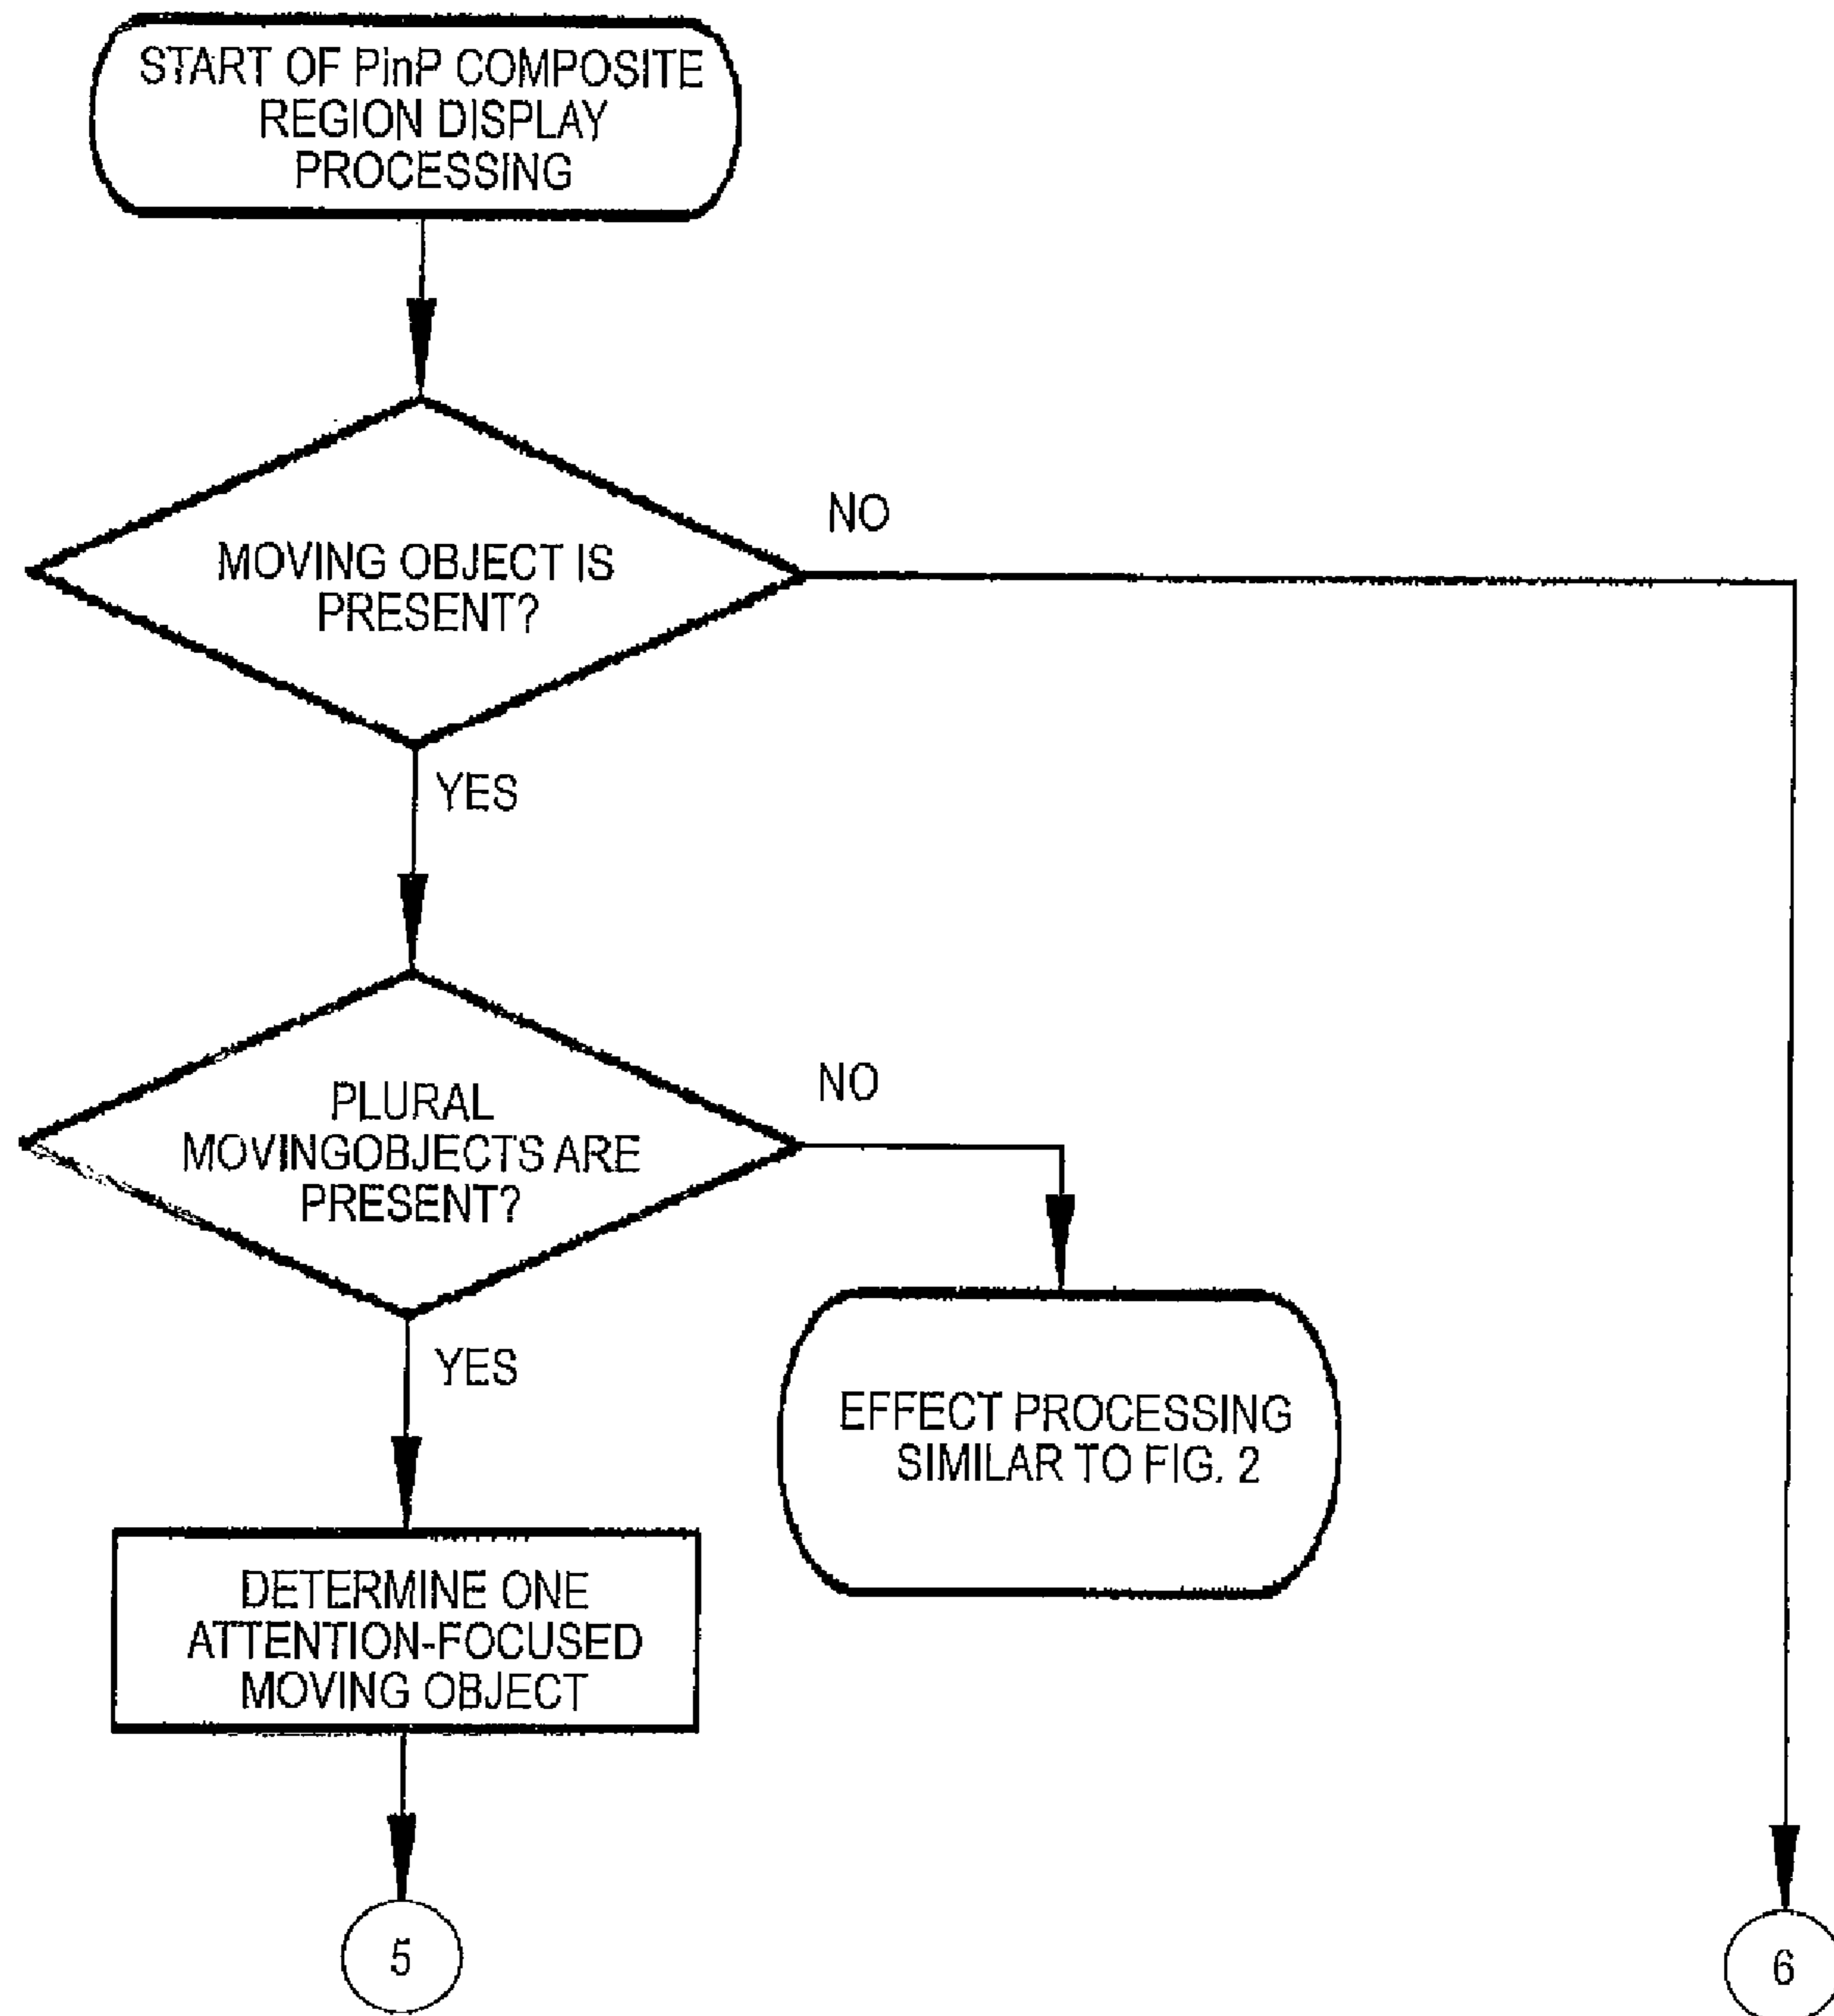 START OF PinP COMPOSITE
REGION DISPLAY
PROCESSING
MOVING OBJECT IS
PRESENT?
NO
YES
PLURAL
MOVINGOBJECTS ARE
PRESENT?
NO
YES
EFFECT PROCESSING
SIMILAR TO FIG. 2
DETERMINE ONE
ATTENTION-FOCUSED
MOVING OBJECT
5
6